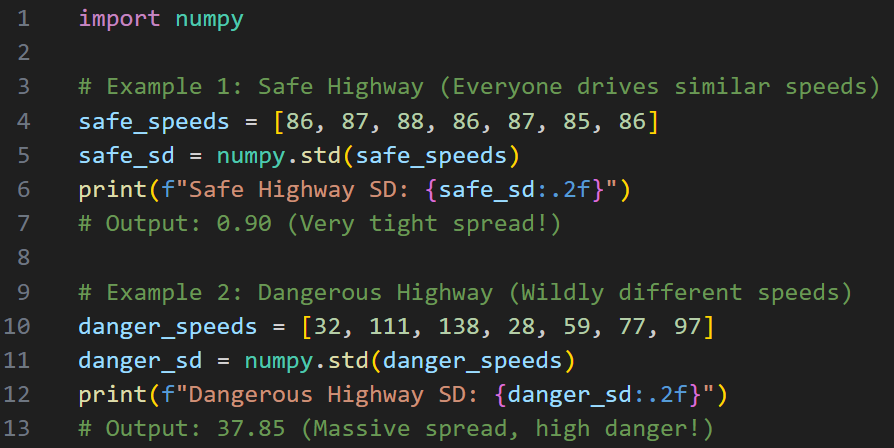 1 import numpy
2
3 # Example 1: Safe Highway (Everyone drives similar speeds)
4 safe_speeds = [86, 87, 88, 86, 87, 85, 86]
5 safe_sd = numpy.std(safe_speeds)
6 print(f"Safe Highway SD: {safe_sd:.2f}")
7 # Output: 0.90 (Very tight spread!)
8
9 # Example 2: Dangerous Highway (Wildly different speeds)
10 danger_speeds = [32, 111, 138, 28, 59, 77, 97]
11 danger_sd = numpy.std(danger_speeds)
12 print(f"Dangerous Highway SD: {danger_sd:.2f}")
13 # Output: 37.85 (Massive spread, high danger!)